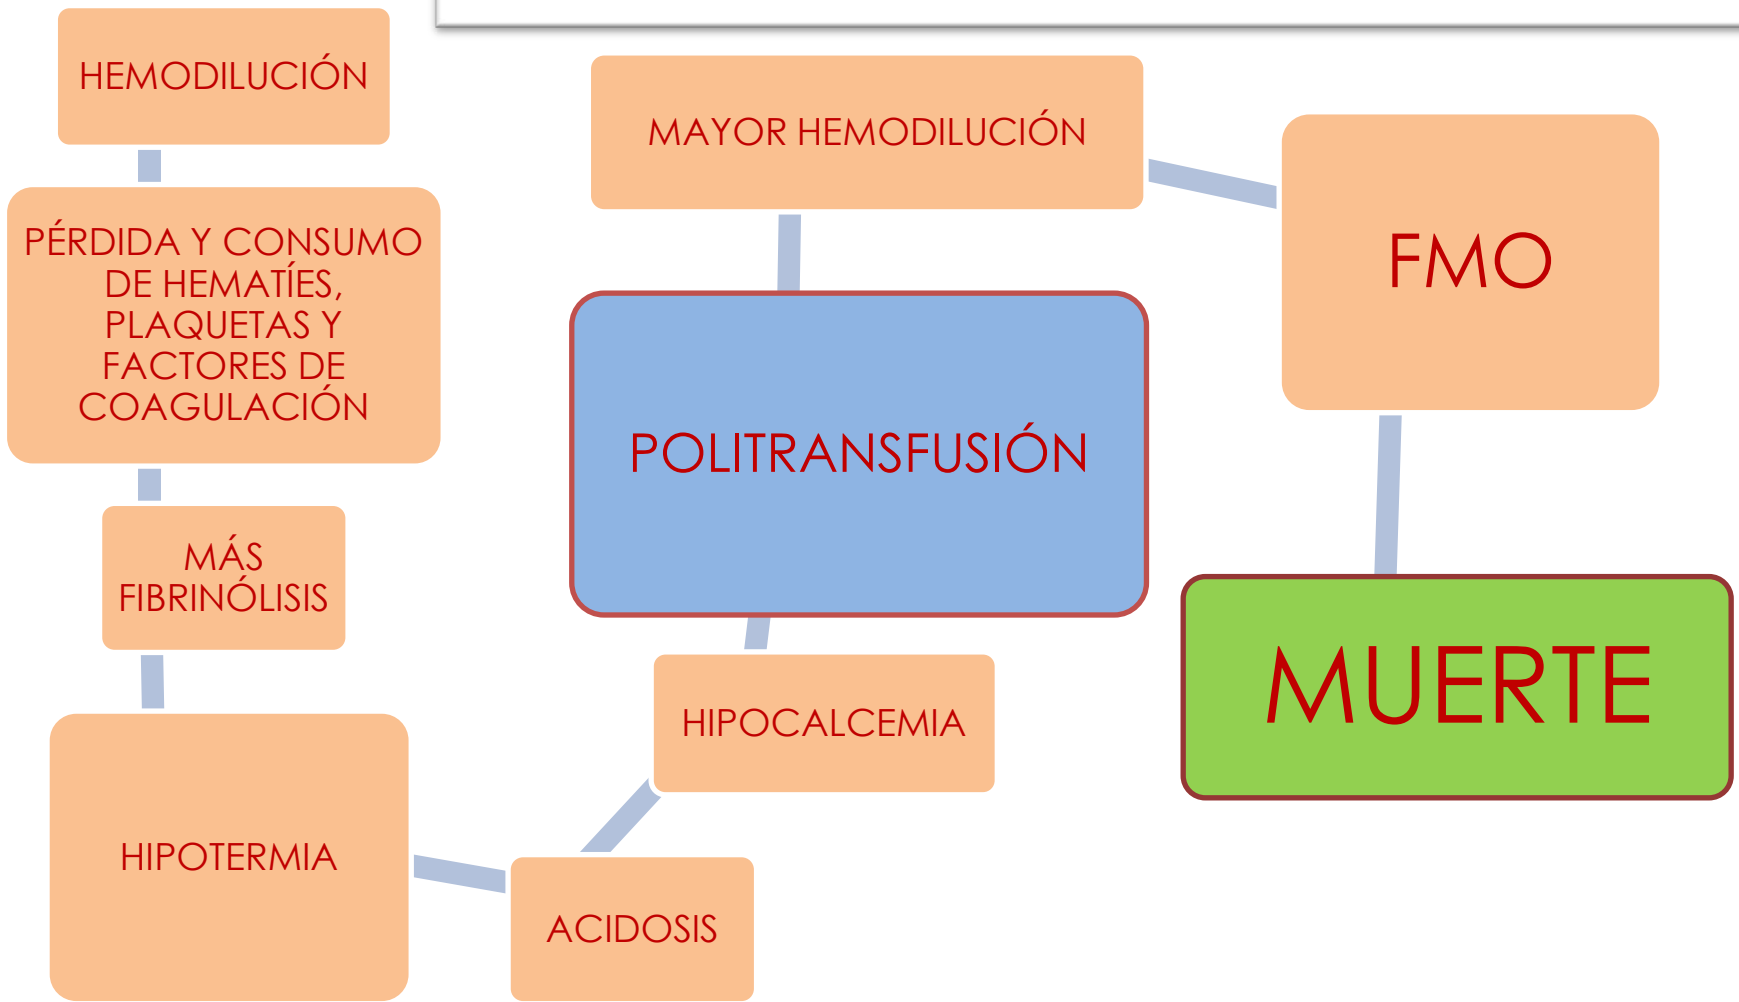 HEMODILUCIÓN
PÉRDIDA Y CONSUMO
DE HEMATÍES,
PLAQUETAS Y
FACTORES DE
COAGULACIÓN
MÁS
FIBRINÓLISIS
HIPOTERMIA
ACIDOSIS
HIPOCALCEMIA
POLITRANSFUSIÓN
MAYOR HEMODILUCIÓN
FMO
MUERTE